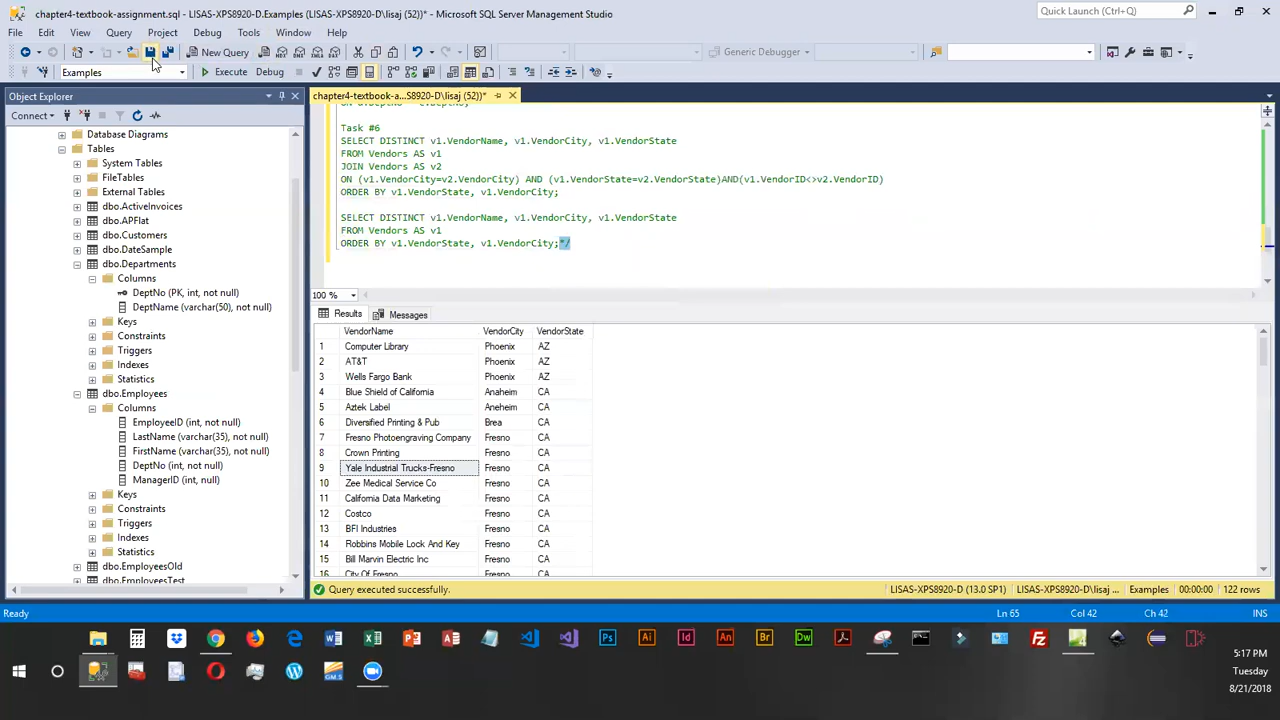 chapter4-textbook-assignment.sql - LISAS-XPS8920-D.Examples (LISAS-XPS8920-D\lisaj (52))* - Microsoft SQL Server Management Studio
Quick Launch (Ctrl+Q)
File Edit View Query Project Debug Tools Window Help
New Query
Generic Debugger
Examples
Execute Debug
Object Explorer
chapter4-textbook-a...S8920-D\lisaj (52))*
Connect
Database Diagrams
Tables
System Tables
FileTables
External Tables
dbo.ActiveInvoices
dbo.APFlat
dbo.Customers
dbo.DateSample
dbo.Departments
Columns
DeptNo (PK, int, not null)
DeptName (varchar(50), not null)
Keys
Constraints
Triggers
Indexes
Statistics
dbo.Employees
Columns
EmployeeID (int, not null)
LastName (varchar(35), not null)
FirstName (varchar(35), not null)
DeptNo (int, not null)
ManagerID (int, null)
Keys
Constraints
Triggers
Indexes
Statistics
dbo.EmployeesOld
dbo.EmployeesTest
Task #6
SELECT DISTINCT v1.VendorName, v1.VendorCity, v1.VendorState
FROM Vendors AS v1
JOIN Vendors AS v2
ON (v1.VendorCity=v2.VendorCity) AND (v1.VendorState=v2.VendorState)AND(v1.VendorID<>v2.VendorID)
ORDER BY v1.VendorState, v1.VendorCity;
SELECT DISTINCT v1.VendorName, v1.VendorCity, v1.VendorState
FROM Vendors AS v1
ORDER BY v1.VendorState, v1.VendorCity;*/
100 %
Results Messages
VendorName VendorCity VendorState
1 Computer Library Phoenix AZ
2 AT&T Phoenix AZ
3 Wells Fargo Bank Phoenix AZ
4 Blue Shield of California Anaheim CA
5 Aztek Label Anaheim CA
6 Diversified Printing & Pub Brea CA
7 Fresno Photoengraving Company Fresno CA
8 Crown Printing Fresno CA
9 Yale Industrial Trucks-Fresno Fresno CA
10 Zee Medical Service Co Fresno CA
11 California Data Marketing Fresno CA
12 Costco Fresno CA
13 BFI Industries Fresno CA
14 Robbins Mobile Lock And Key Fresno CA
15 Bill Marvin Electric Inc Fresno CA
16 City Of Fresno Fresno CA
Query executed successfully.
LISAS-XPS8920-D (13.0 SP1) LISAS-XPS8920-D\lisaj ... Examples 00:00:00 122 rows
Ready Ln 65 Col 42 Ch 42 INS
5:17 PM
Tuesday
8/21/2018